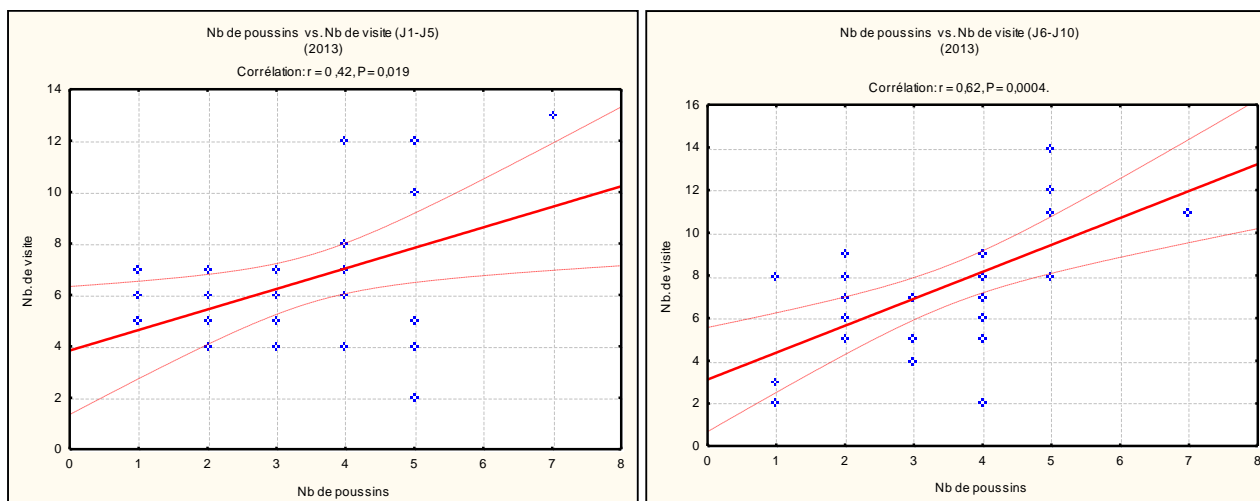 Nb de poussins vs. Nb de visite (J1-J5)
(2013)
Corrélation: r = 0 ,42, P = 0,019
14
12
10
8
6
4
2
0
Nb. de visite
0 1 2 3 4 5 6 7 8
Nb de poussins
Nb de poussins vs. Nb de visite (J6-J10)
(2013)
Corrélation: r = 0,62, P = 0,0004.
16
14
12
10
8
6
4
2
0
Nb. de visite
0 1 2 3 4 5 6 7 8
Nb de poussins